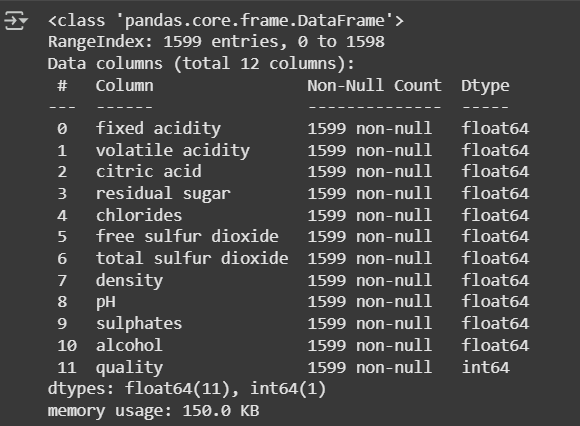 <class 'pandas.core.frame.DataFrame'>
RangeIndex: 1599 entries, 0 to 1598
Data columns (total 12 columns):
 #   Column                Non-Null Count  Dtype
---  ------                --------------  -----
 0   fixed acidity         1599 non-null   float64
 1   volatile acidity      1599 non-null   float64
 2   citric acid           1599 non-null   float64
 3   residual sugar        1599 non-null   float64
 4   chlorides             1599 non-null   float64
 5   free sulfur dioxide   1599 non-null   float64
 6   total sulfur dioxide  1599 non-null   float64
 7   density               1599 non-null   float64
 8   pH                    1599 non-null   float64
 9   sulphates             1599 non-null   float64
 10  alcohol               1599 non-null   float64
 11  quality               1599 non-null   int64
dtypes: float64(11), int64(1)
memory usage: 150.0 KB